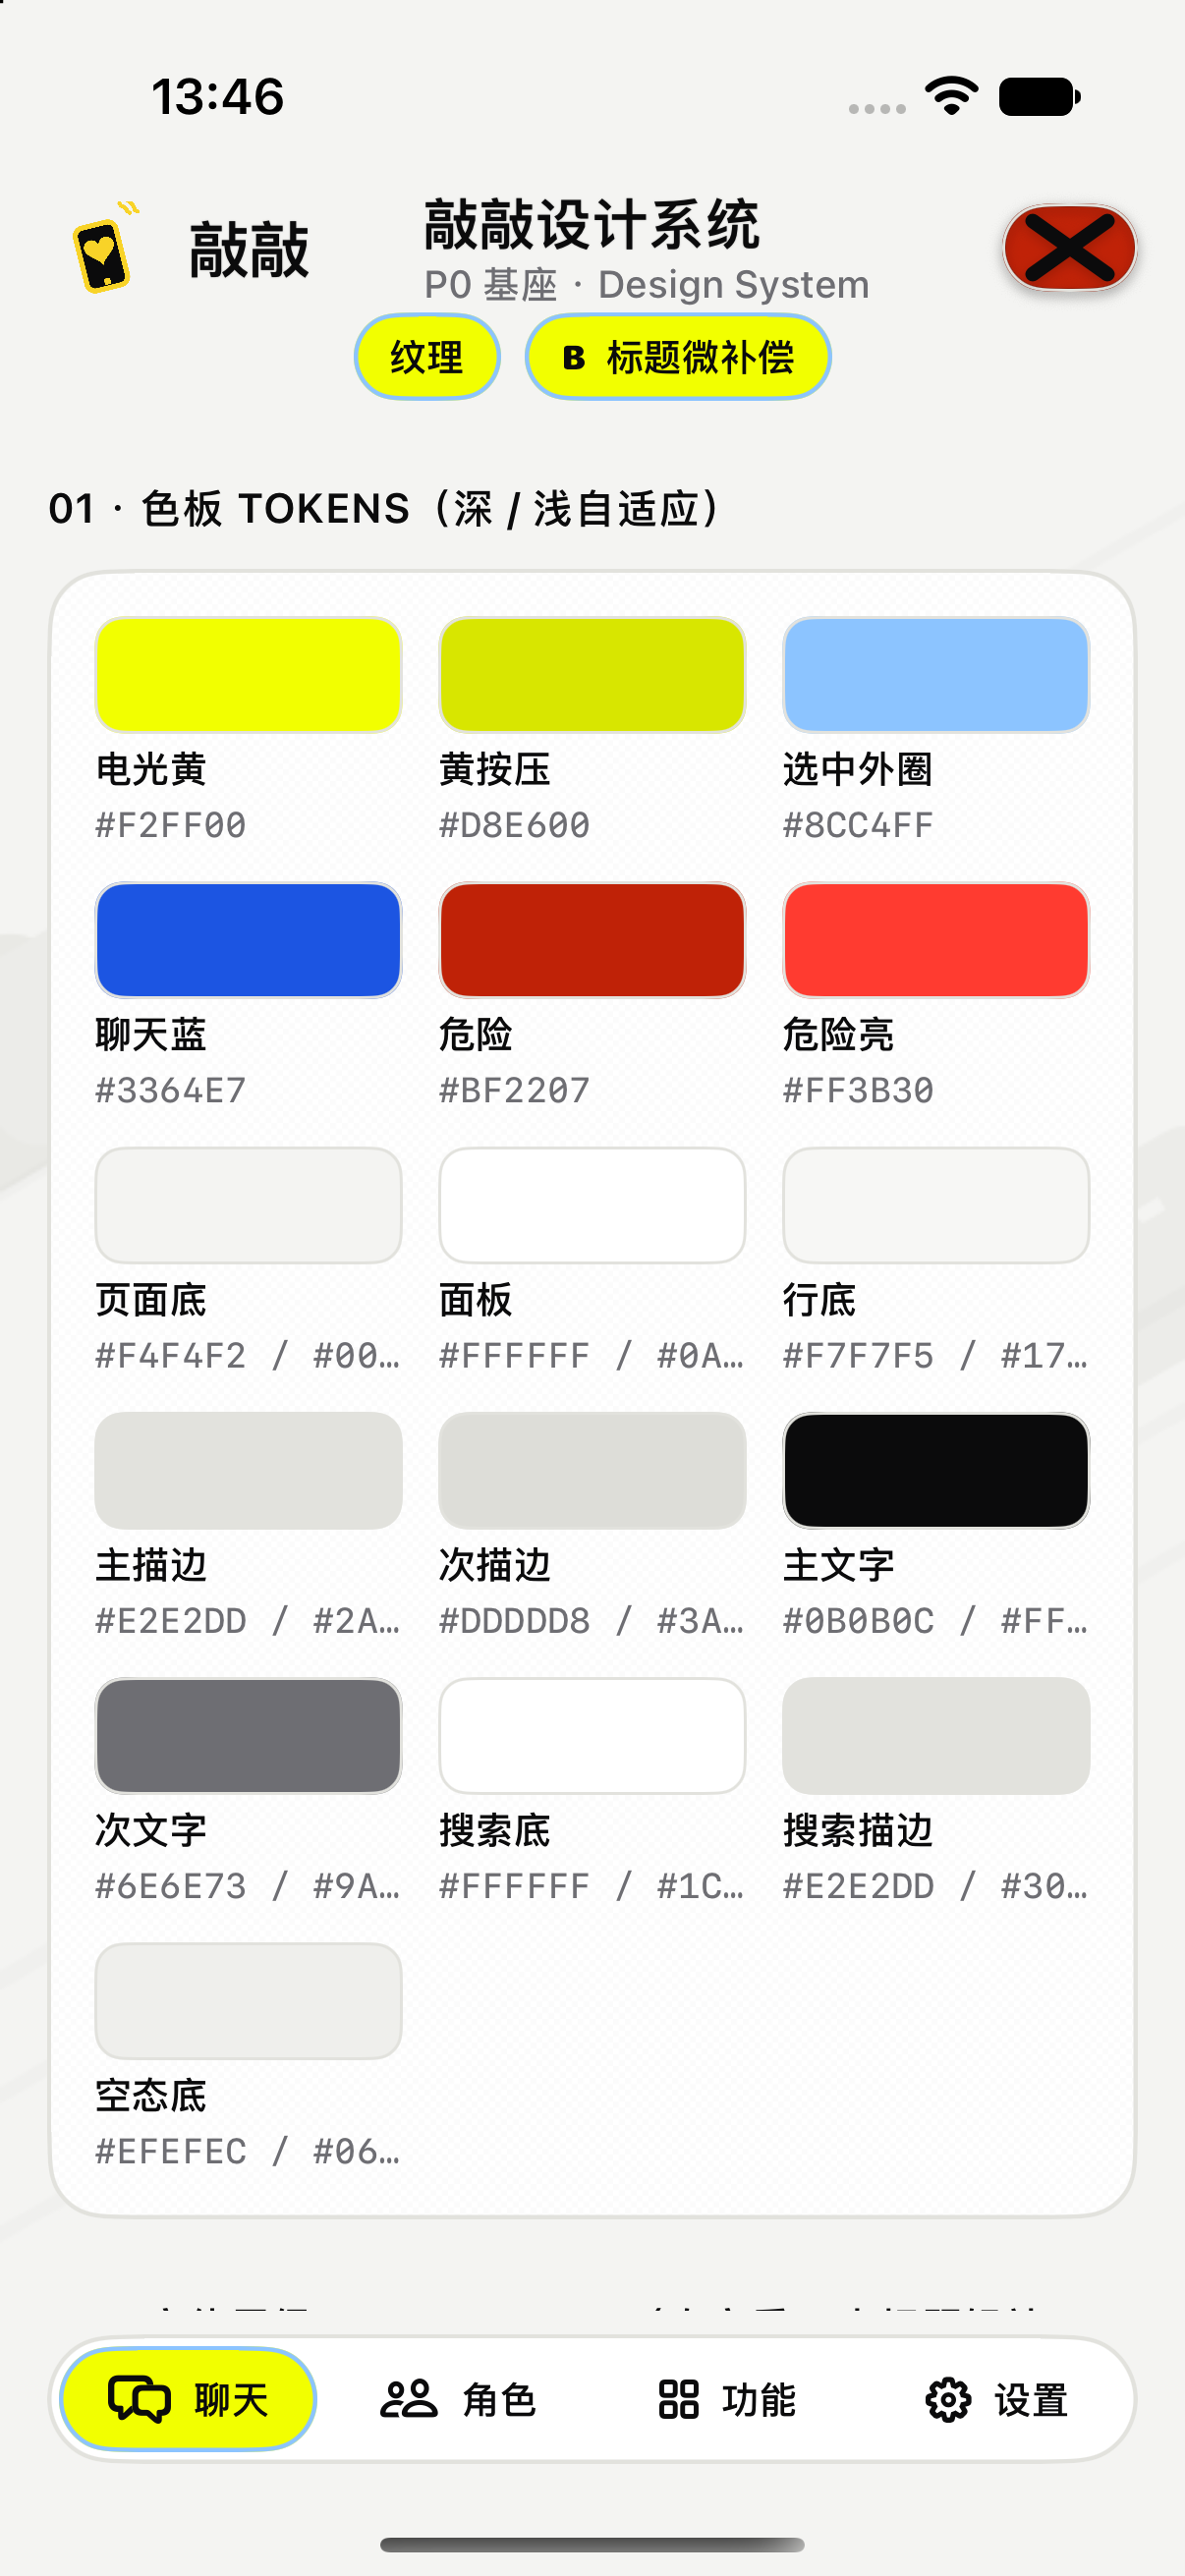 13:46
敲敲
敲敲设计系统
P0 基座 · Design System
纹理
B 标题微补偿
01 · 色板 TOKENS（深 / 浅自适应）
电光黄 黄按压 选中外圈
#F2FF00 #D8E600 #8CC4FF
聊天蓝 危险 危险亮
#3364E7 #BF2207 #FF3B30
页面底 面板 行底
#F4F4F2 / #00… #FFFFFF / #0A… #F7F7F5 / #17…
主描边 次描边 主文字
#E2E2DD / #2A… #DDDDD8 / #3A… #0B0B0C / #FF…
次文字 搜索底 搜索描边
#6E6E73 / #9A… #FFFFFF / #1C… #E2E2DD / #30…
空态底
#EFEFEC / #06…
聊天 角色 功能 设置